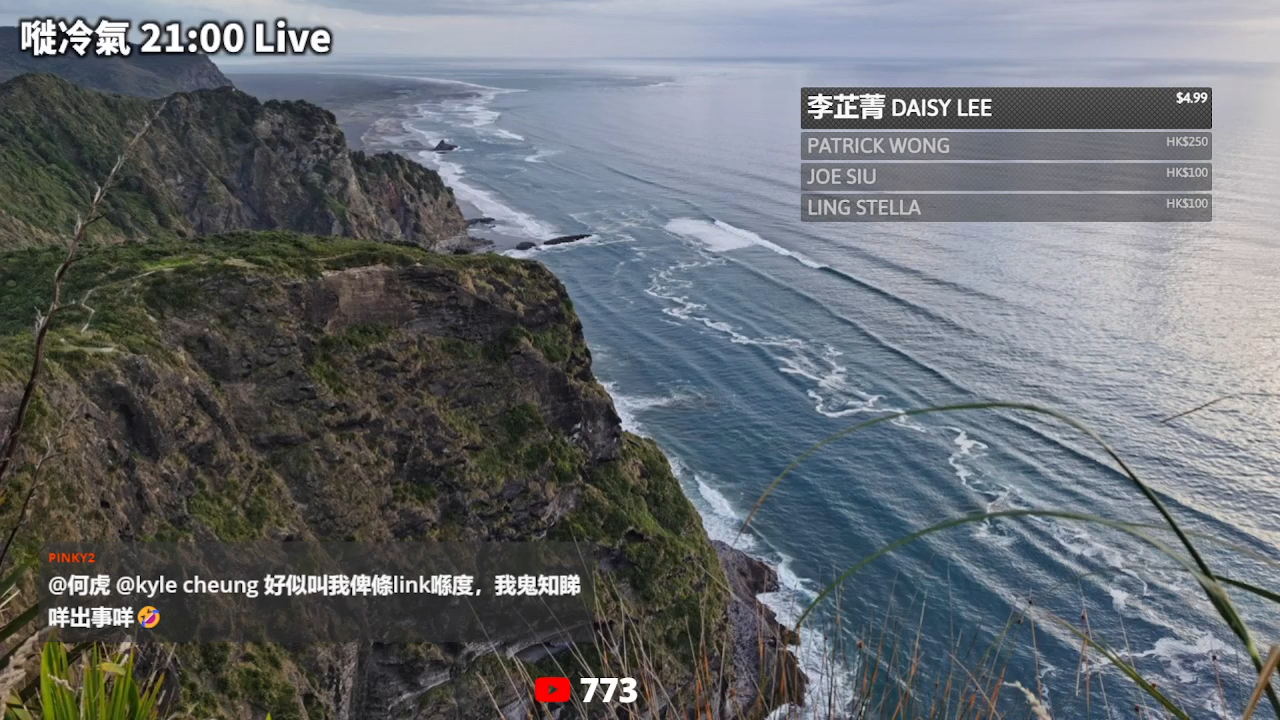 嘥冷氣 21:00 Live
李芷菁 DAISY LEE $4.99
PATRICK WONG HK$250
JOE SIU HK$100
LING STELLA HK$100
PINKY2
@何虎 @kyle cheung 好似叫我俾條link喺度，我鬼知睇
咩出事咩🤣
773